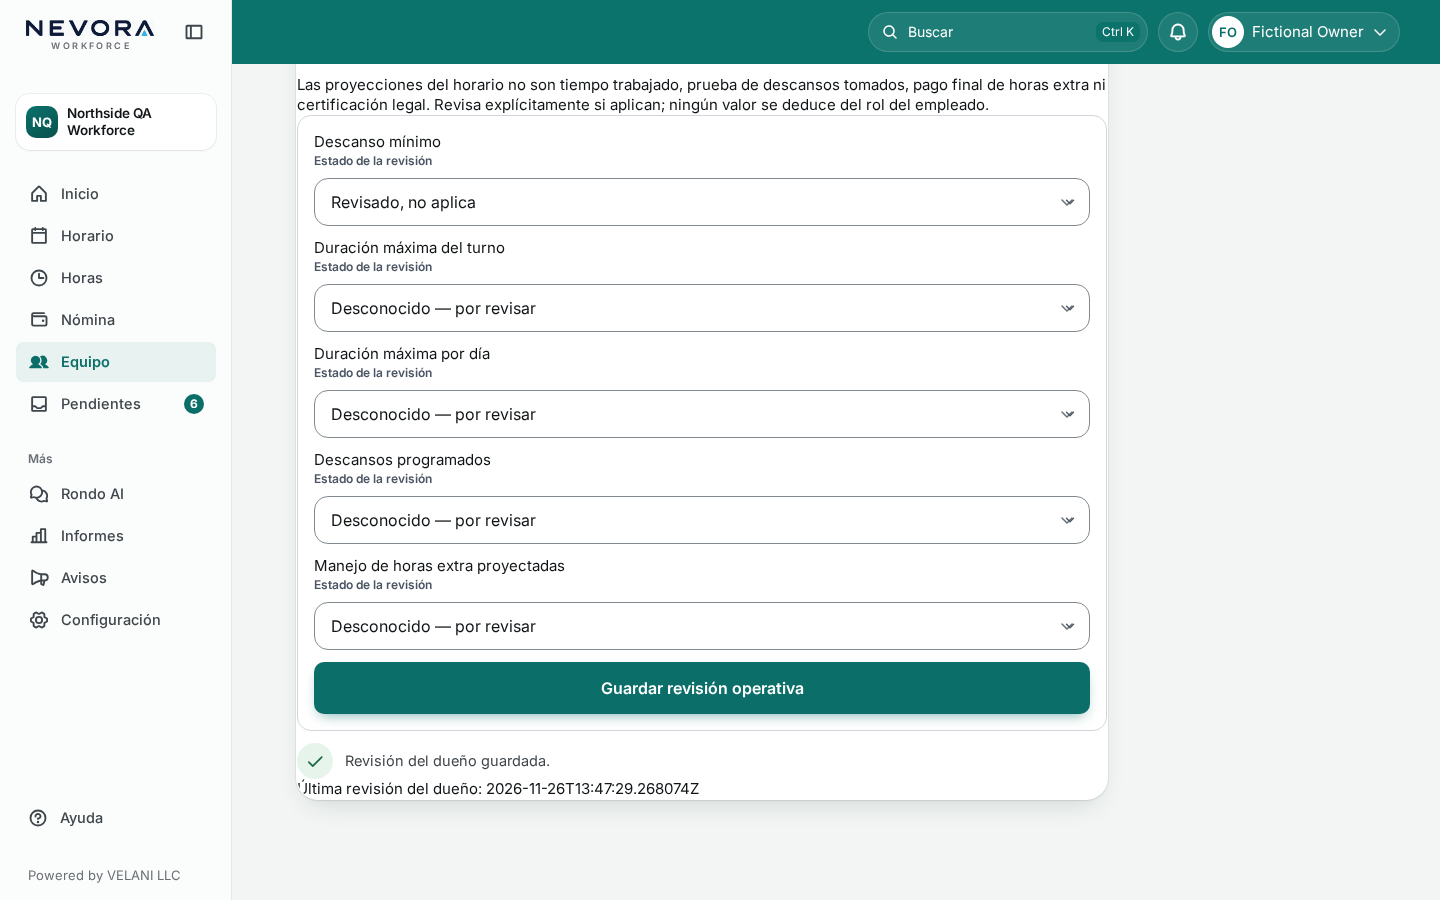 NEVORA
WORKFORCE
Buscar
Ctrl K
FO
Fictional Owner
NQ
Northside QA
Workforce
Inicio
Horario
Horas
Nómina
Equipo
Pendientes
6
Más
Rondo AI
Informes
Avisos
Configuración
Ayuda
Powered by VELANI LLC
Las proyecciones del horario no son tiempo trabajado, prueba de descansos tomados, pago final de horas extra ni
certificación legal. Revisa explícitamente si aplican; ningún valor se deduce del rol del empleado.
Descanso mínimo
Estado de la revisión
Revisado, no aplica
Duración máxima del turno
Estado de la revisión
Desconocido — por revisar
Duración máxima por día
Estado de la revisión
Desconocido — por revisar
Descansos programados
Estado de la revisión
Desconocido — por revisar
Manejo de horas extra proyectadas
Estado de la revisión
Desconocido — por revisar
Guardar revisión operativa
Revisión del dueño guardada.
Última revisión del dueño: 2026-11-26T13:47:29.268074Z